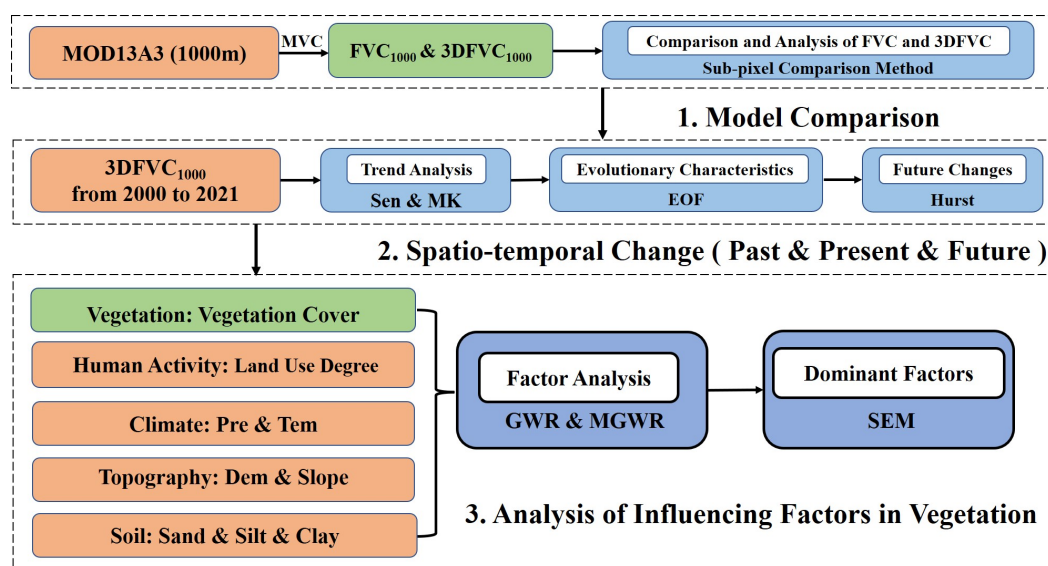 MOD13A3 (1000m)
MVC
FVC1000 & 3DFVC1000
Comparison and Analysis of FVC and 3DFVC
Sub-pixel Comparison Method
1. Model Comparison
3DFVC1000
from 2000 to 2021
Trend Analysis
Sen & MK
Evolutionary Characteristics
EOF
Future Changes
Hurst
2. Spatio-temporal Change ( Past & Present & Future )
Vegetation: Vegetation Cover
Human Activity: Land Use Degree
Climate: Pre & Tem
Topography: Dem & Slope
Soil: Sand & Silt & Clay
Factor Analysis
GWR & MGWR
Dominant Factors
SEM
3. Analysis of Influencing Factors in Vegetation